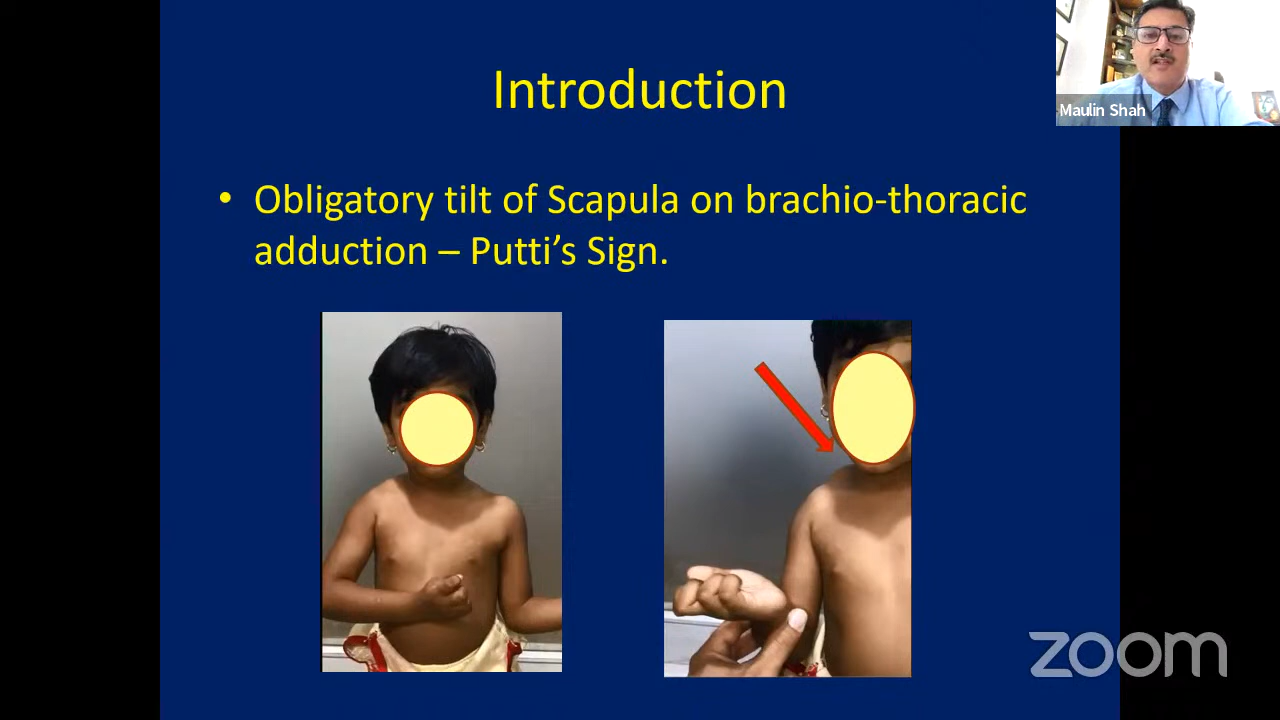 Introduction
Maulin Shah
• Obligatory tilt of Scapula on brachio-thoracic
adduction – Putti’s Sign.
zoom